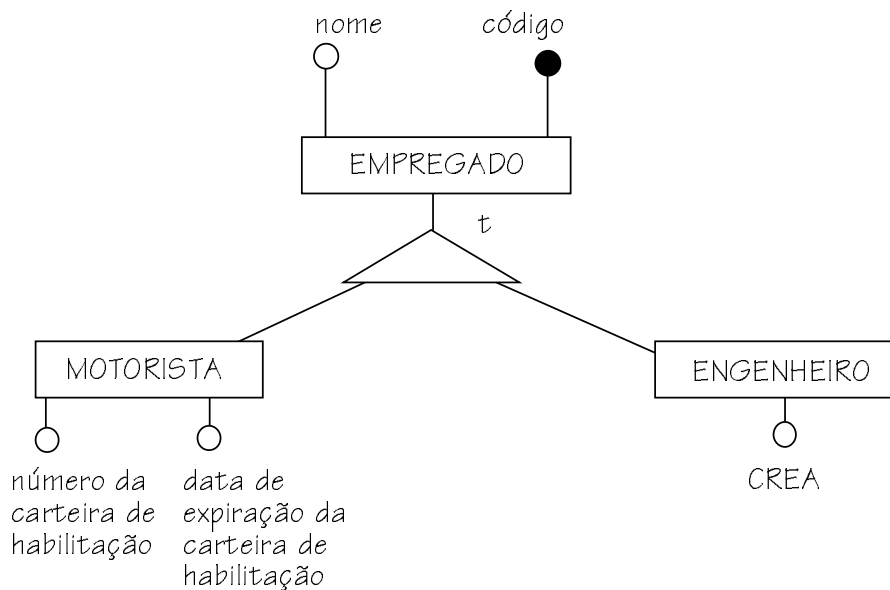 nome
código
EMPREGADO
t
MOTORISTA
ENGENHEIRO
número da
carteira de
habilitação
data de
expiração da
carteira de
habilitação
CREA